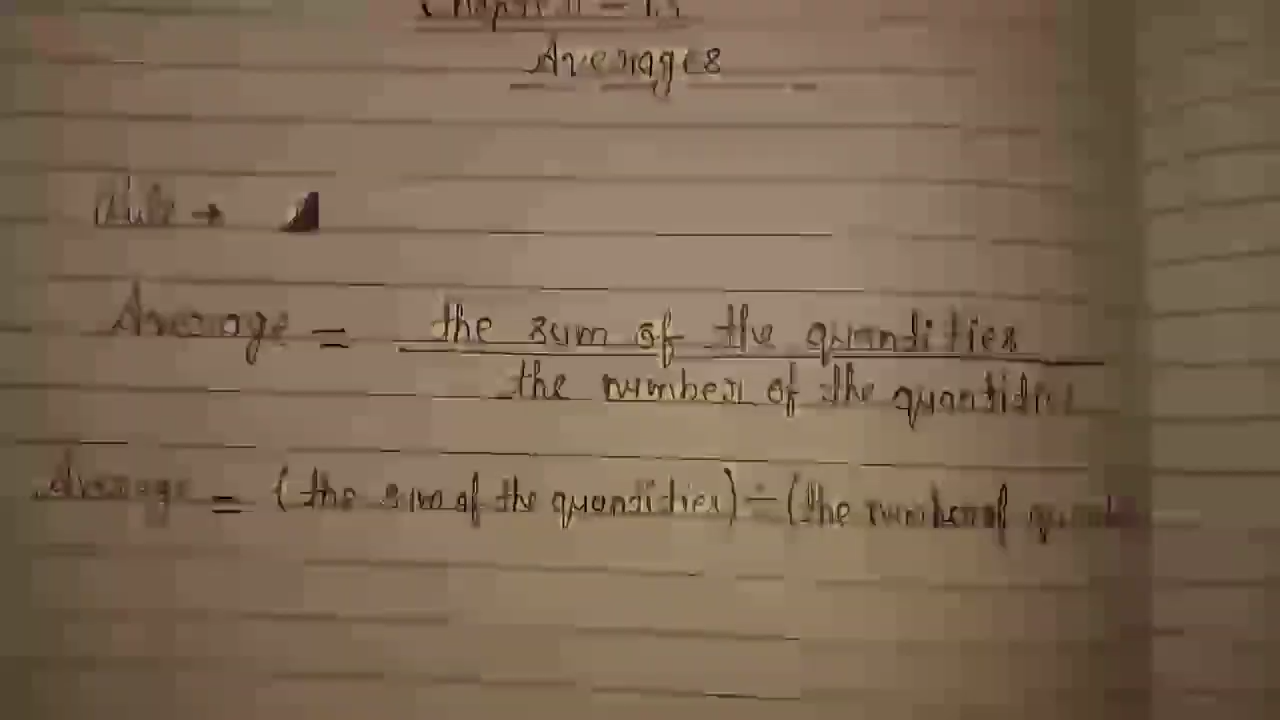 Averages
Rule →
Average = the sum of the quantities
the number of the quantities
Average = (the sum of the quantities) ÷ (the number of